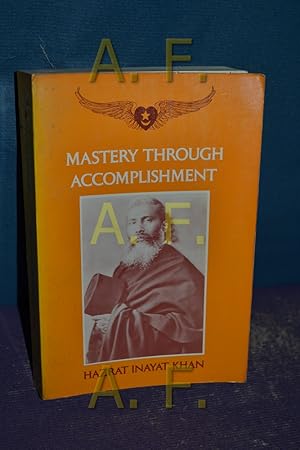 A. F.
MASTERY THROUGH
ACCOMPLISHMENT
A. F.
HAZRAT INAYAT KHAN
A. F.